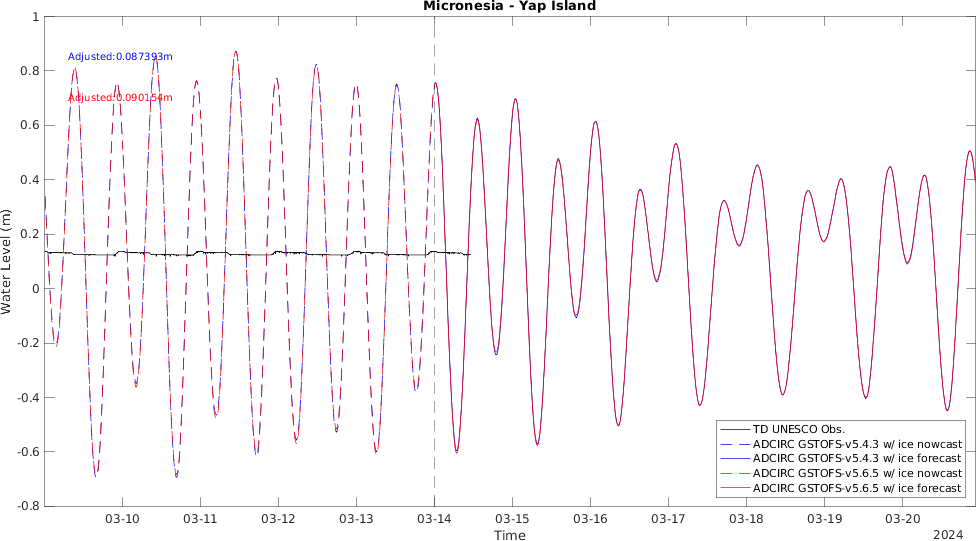 Micronesia - Yap Island
Adjusted:0.087393m
Adjusted:0.090154m
Water Level (m)
1
0.8
0.6
0.4
0.2
0
-0.2
-0.4
-0.6
-0.8
TD UNESCO Obs.
ADCIRC GSTOFS-v5.4.3 w/ ice nowcast
ADCIRC GSTOFS-v5.4.3 w/ ice forecast
ADCIRC GSTOFS-v5.6.5 w/ ice nowcast
ADCIRC GSTOFS-v5.6.5 w/ ice forecast
03-10 03-11 03-12 03-13 03-14 03-15 03-16 03-17 03-18 03-19 03-20
Time
2024